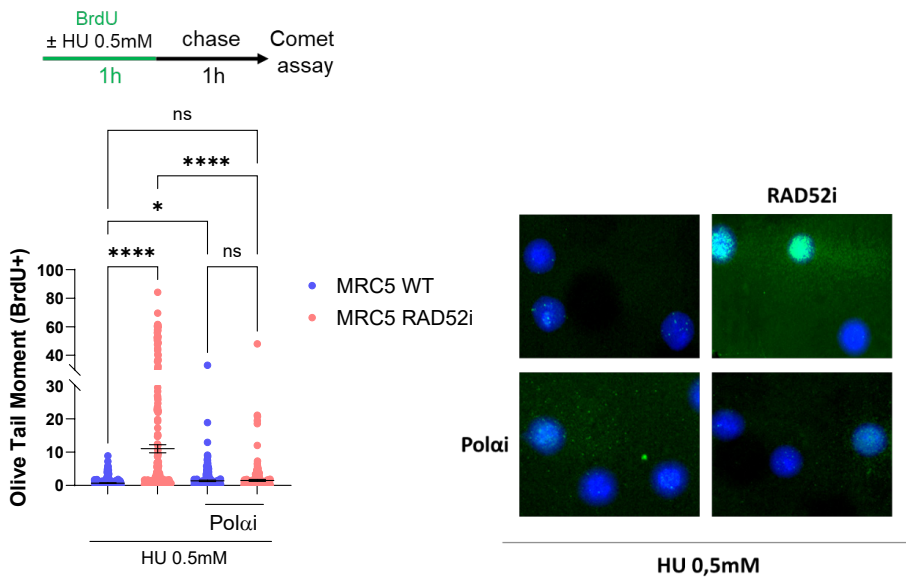 BrdU
± HU 0.5mM
chase
Comet
assay
1h
1h
ns
****
*
****
ns
Olive Tail Moment (BrdU+)
100
80
60
40
30
20
10
0
MRC5 WT
MRC5 RAD52i
Polαi
HU 0.5mM
RAD52i
Polαi
HU 0,5mM